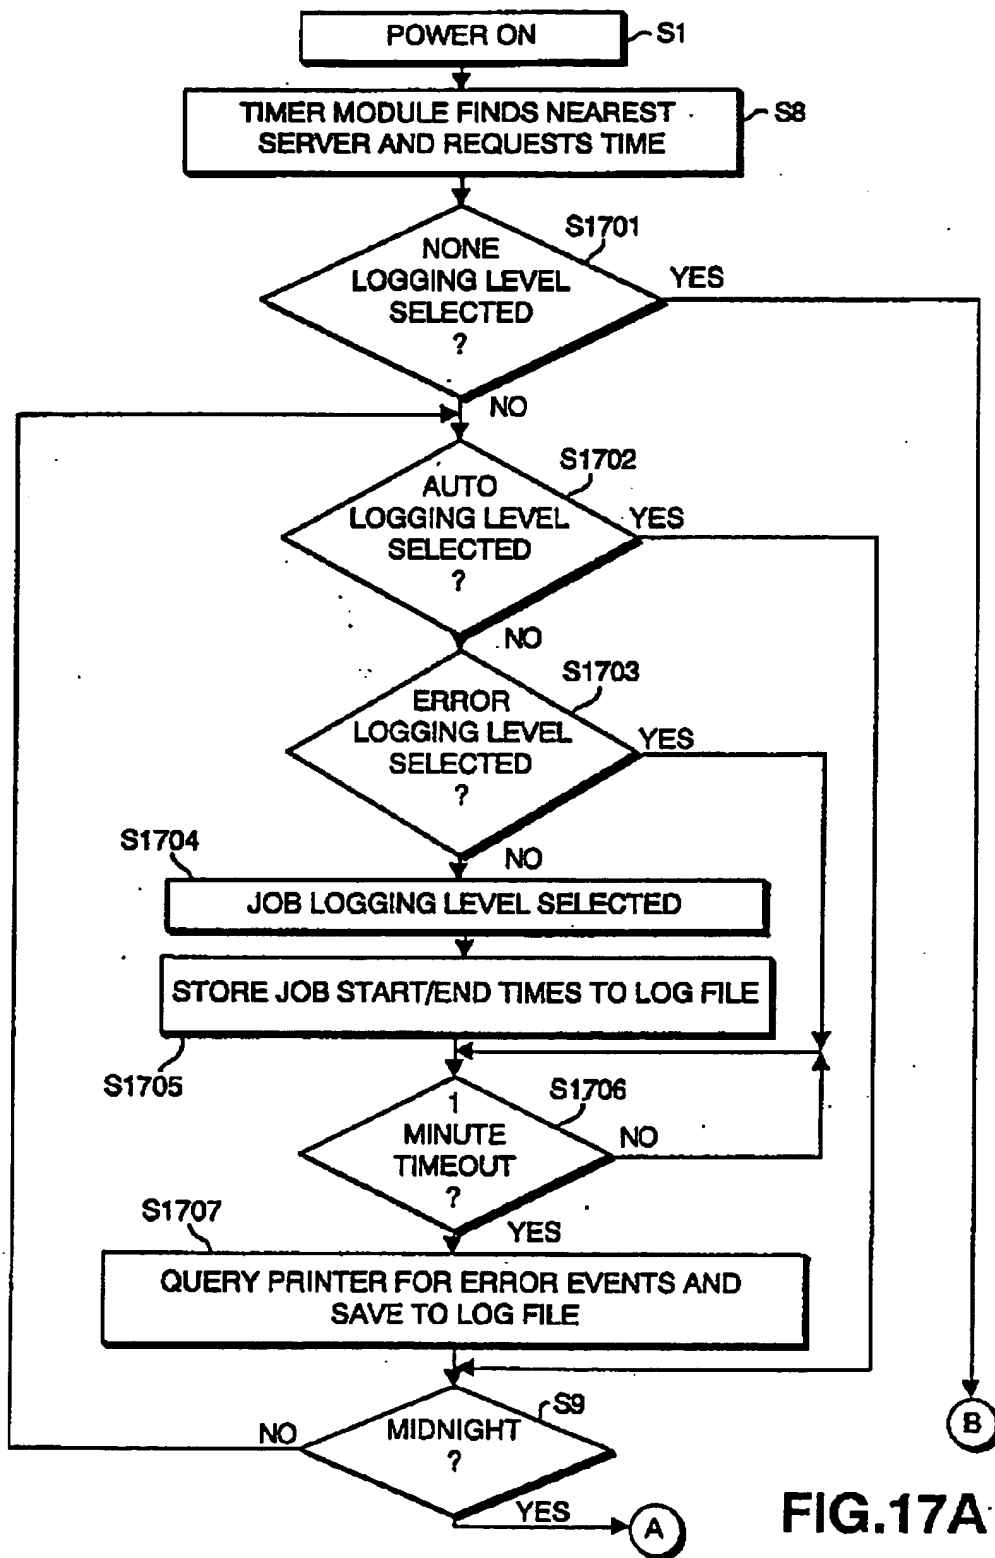 POWER ON
S1
TIMER MODULE FINDS NEAREST
SERVER AND REQUESTS TIME
S8
S1701
NONE
LOGGING LEVEL
SELECTED
?
YES
NO
S1702
AUTO
LOGGING LEVEL
SELECTED
?
YES
NO
S1703
ERROR
LOGGING LEVEL
SELECTED
?
YES
NO
S1704
JOB LOGGING LEVEL SELECTED
STORE JOB START/END TIMES TO LOG FILE
S1705
S1706
1
MINUTE
TIMEOUT
?
NO
YES
S1707
QUERY PRINTER FOR ERROR EVENTS AND
SAVE TO LOG FILE
S9
MIDNIGHT
?
NO
YES
A
B
FIG.17A